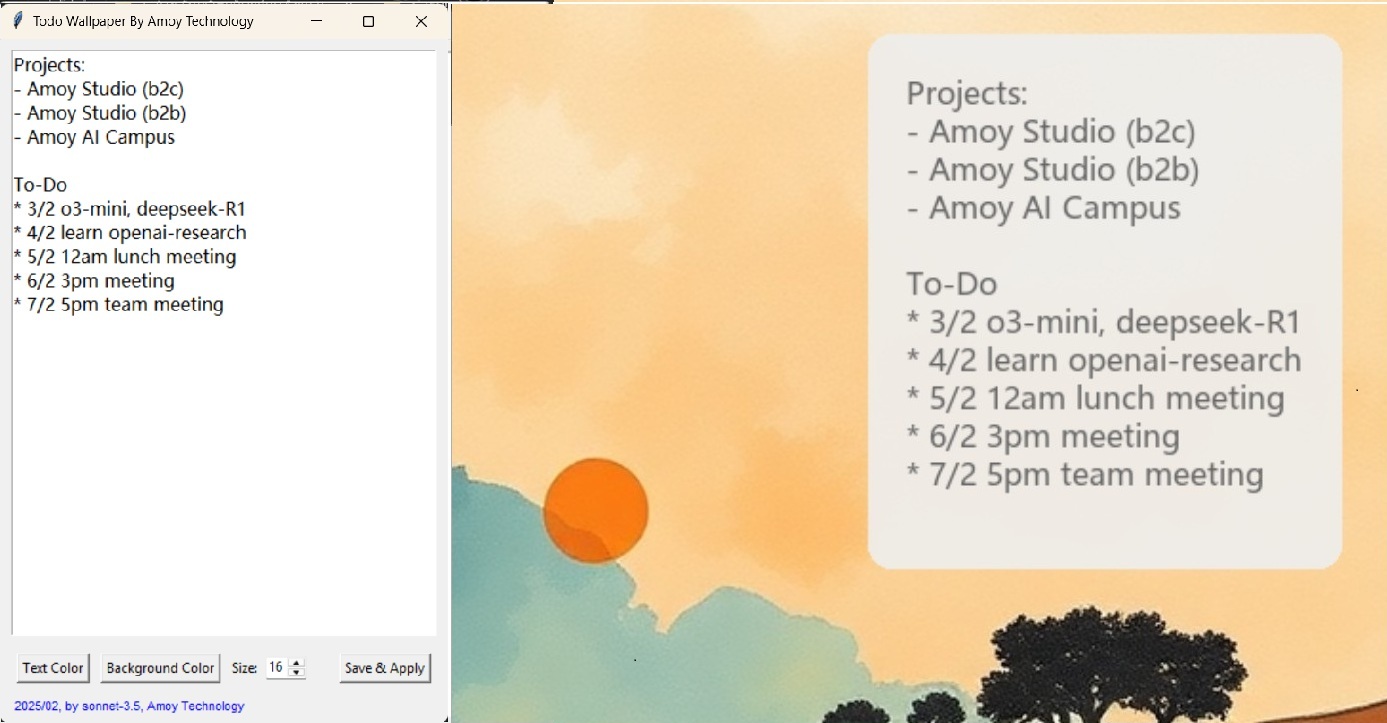 Todo Wallpaper By Amoy Technology
Projects:
- Amoy Studio (b2c)
- Amoy Studio (b2b)
- Amoy AI Campus
To-Do
* 3/2 o3-mini, deepseek-R1
* 4/2 learn openai-research
* 5/2 12am lunch meeting
* 6/2 3pm meeting
* 7/2 5pm team meeting
Text Color Background Color Size: 16 Save & Apply
2025/02, by sonnet-3.5, Amoy Technology
Projects:
- Amoy Studio (b2c)
- Amoy Studio (b2b)
- Amoy AI Campus
To-Do
* 3/2 o3-mini, deepseek-R1
* 4/2 learn openai-research
* 5/2 12am lunch meeting
* 6/2 3pm meeting
* 7/2 5pm team meeting